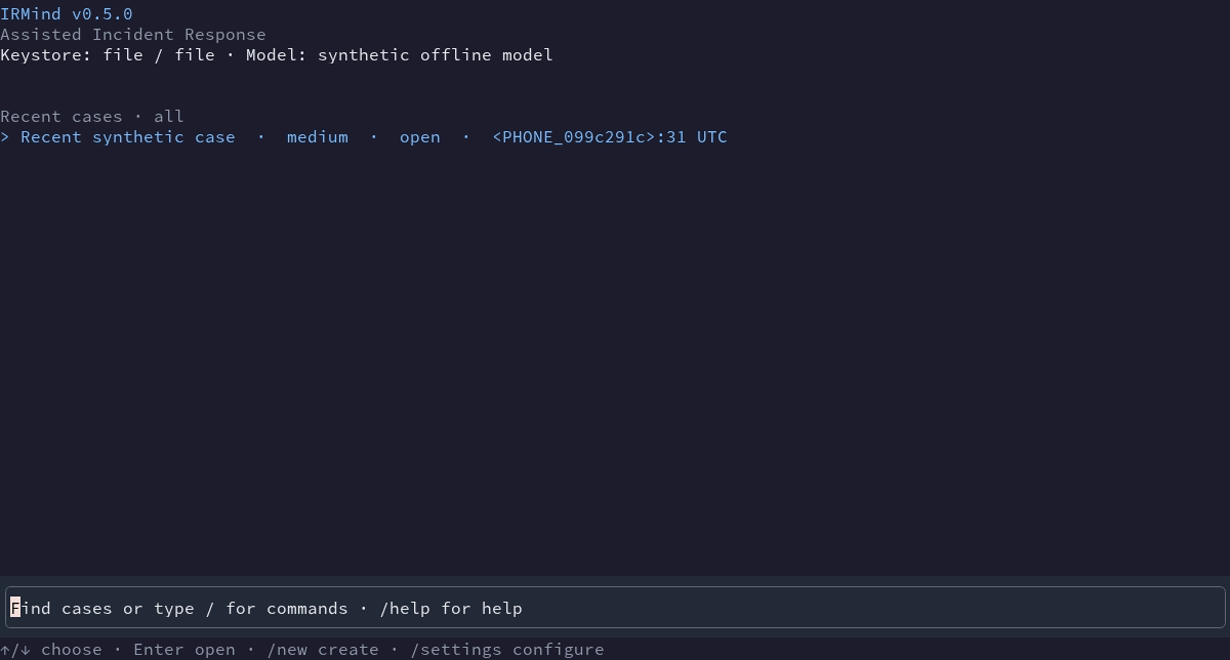 IRMind v0.5.0
Assisted Incident Response
Keystore: file / file · Model: synthetic offline model
Recent cases · all
> Recent synthetic case · medium · open · <PHONE_099c291c>:31 UTC
Find cases or type / for commands · /help for help
↑/↓ choose · Enter open · /new create · /settings configure